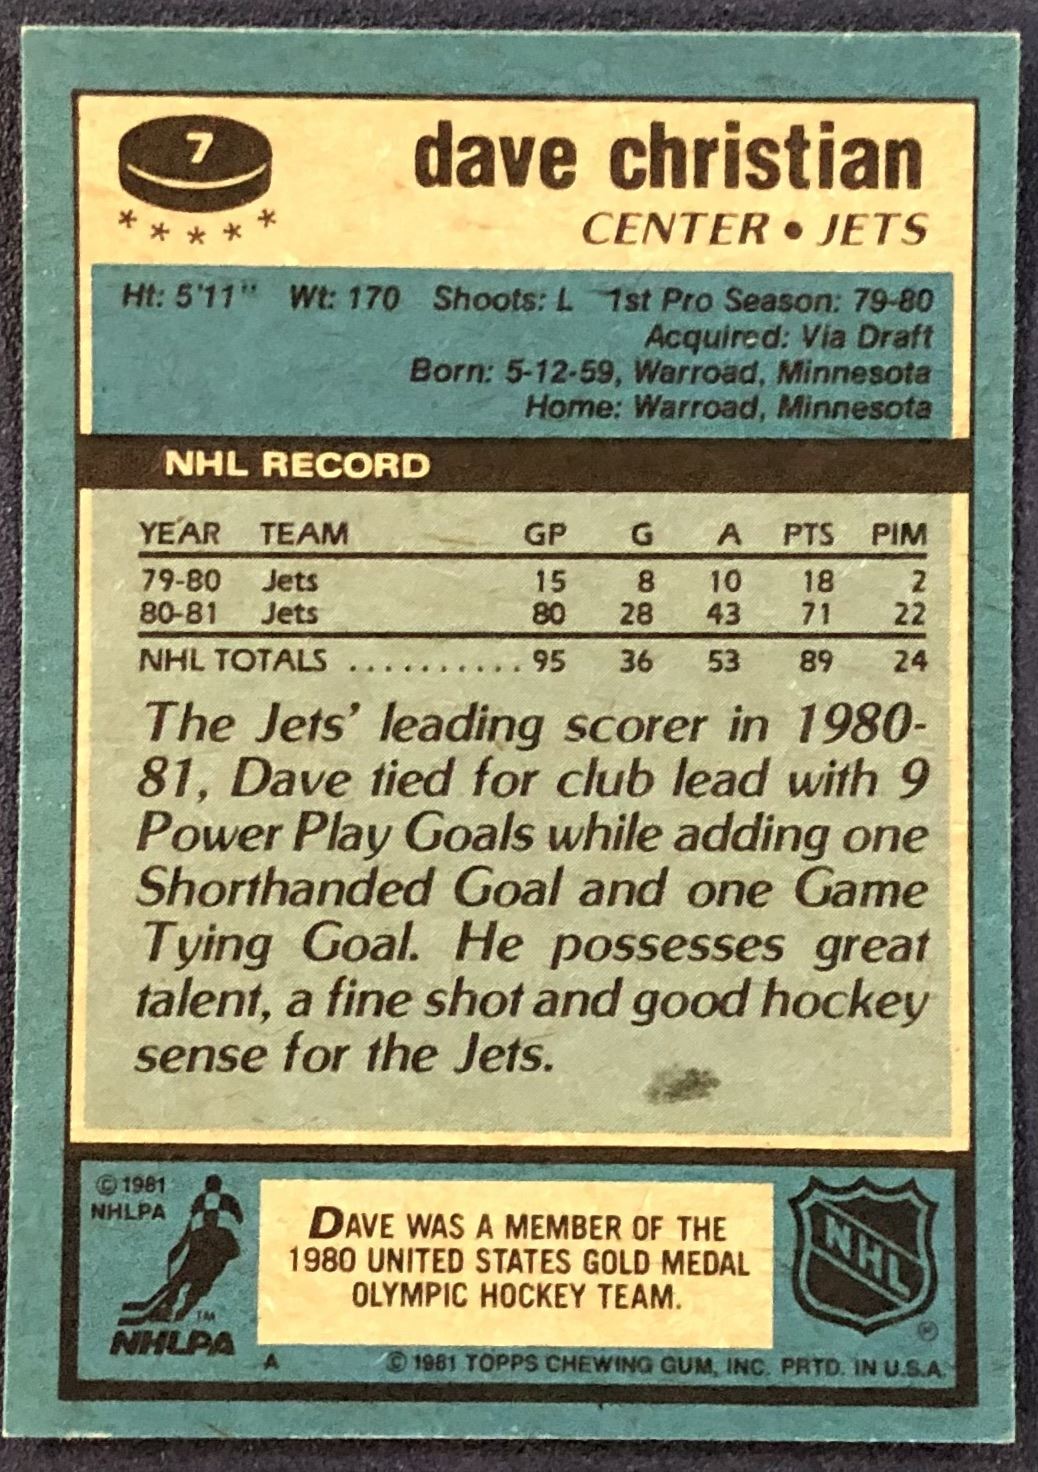 7
dave christian
* * * * *
CENTER • JETS
Ht: 5'11" Wt: 170 Shoots: L 1st Pro Season: 79-80
Acquired: Via Draft
Born: 5-12-59, Warroad, Minnesota
Home: Warroad, Minnesota
NHL RECORD
YEAR TEAM GP G A PTS PIM
79-80 Jets 15 8 10 18 2
80-81 Jets 80 28 43 71 22
NHL TOTALS .......... 95 36 53 89 24
The Jets' leading scorer in 1980-
81, Dave tied for club lead with 9
Power Play Goals while adding one
Shorthanded Goal and one Game
Tying Goal. He possesses great
talent, a fine shot and good hockey
sense for the Jets.
© 1981
NHLPA
TM
NHLPA
DAVE WAS A MEMBER OF THE
1980 UNITED STATES GOLD MEDAL
OLYMPIC HOCKEY TEAM.
NHL
®
A © 1981 TOPPS CHEWING GUM, INC. PRTD. IN U.S.A.